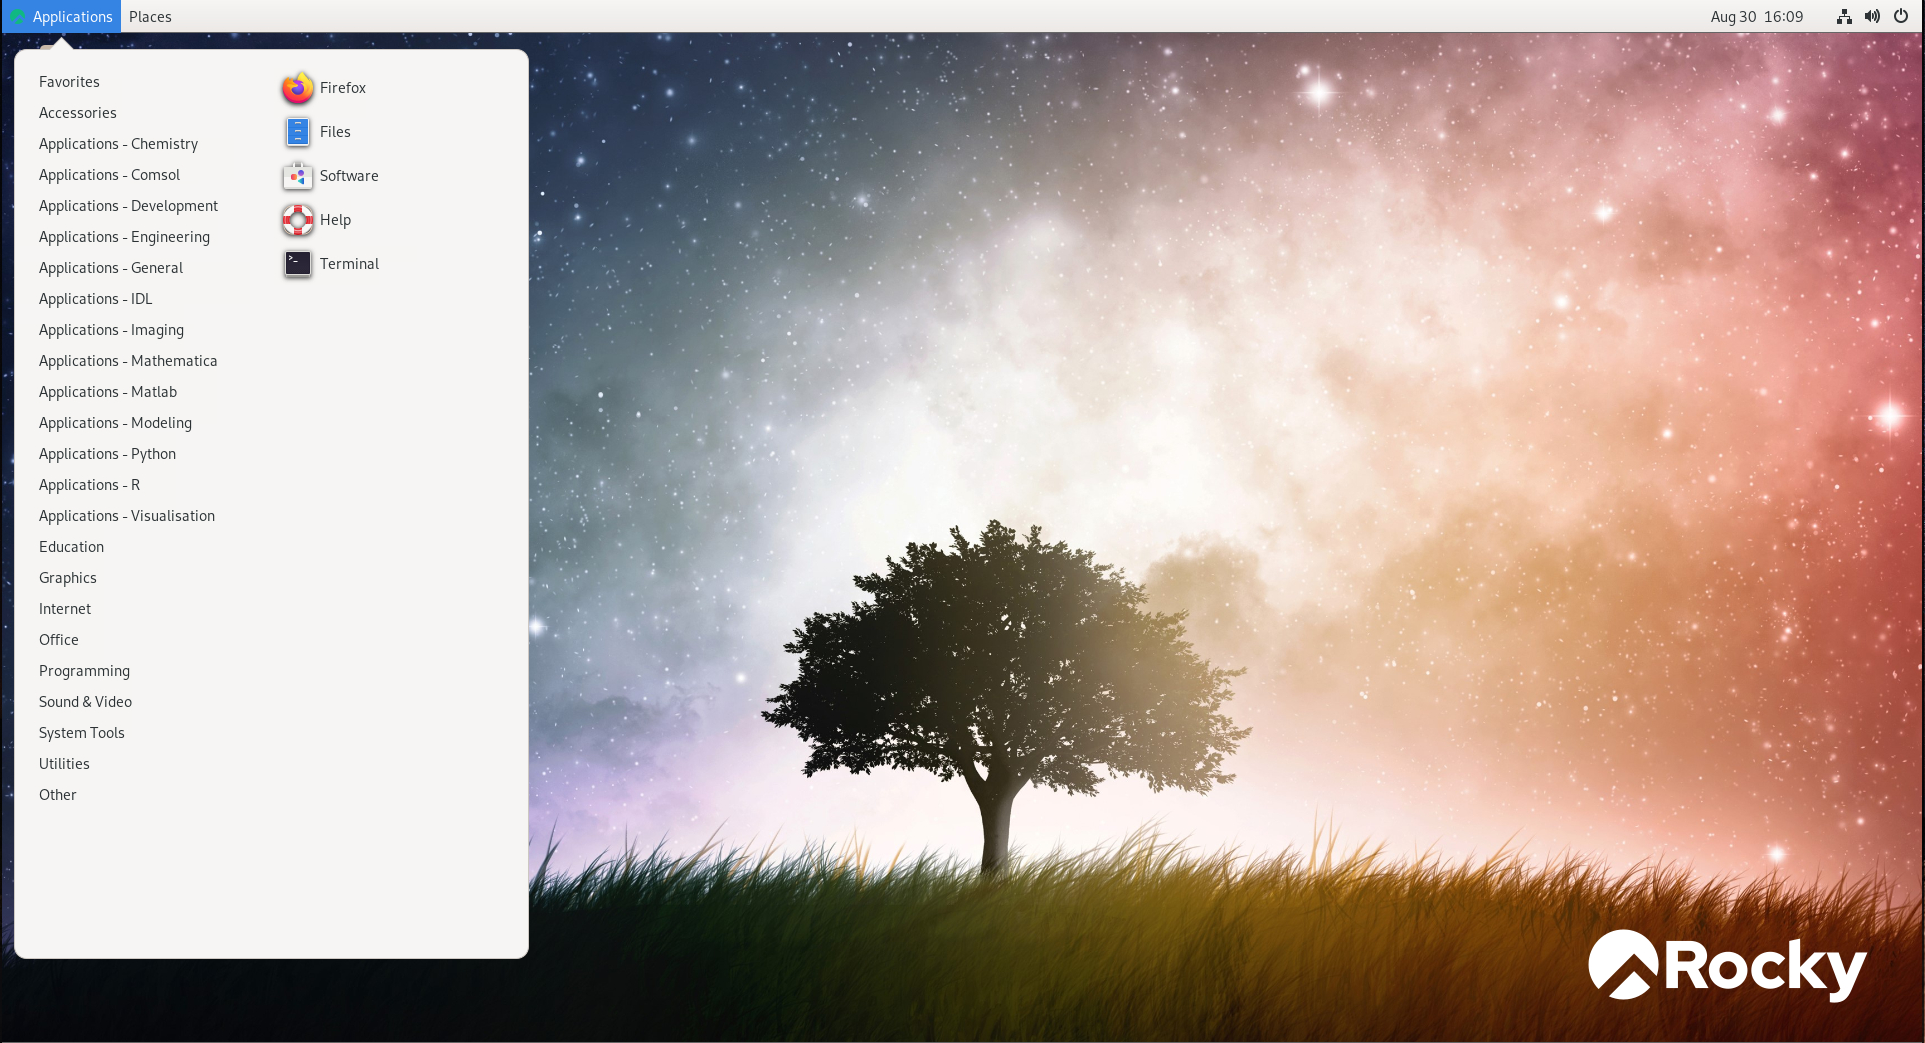 Applications Places Aug 30 16:09
Favorites
Accessories
Applications - Chemistry
Applications - Comsol
Applications - Development
Applications - Engineering
Applications - General
Applications - IDL
Applications - Imaging
Applications - Mathematica
Applications - Matlab
Applications - Modeling
Applications - Python
Applications - R
Applications - Visualisation
Education
Graphics
Internet
Office
Programming
Sound & Video
System Tools
Utilities
Other
Firefox
Files
Software
Help
Terminal
Rocky